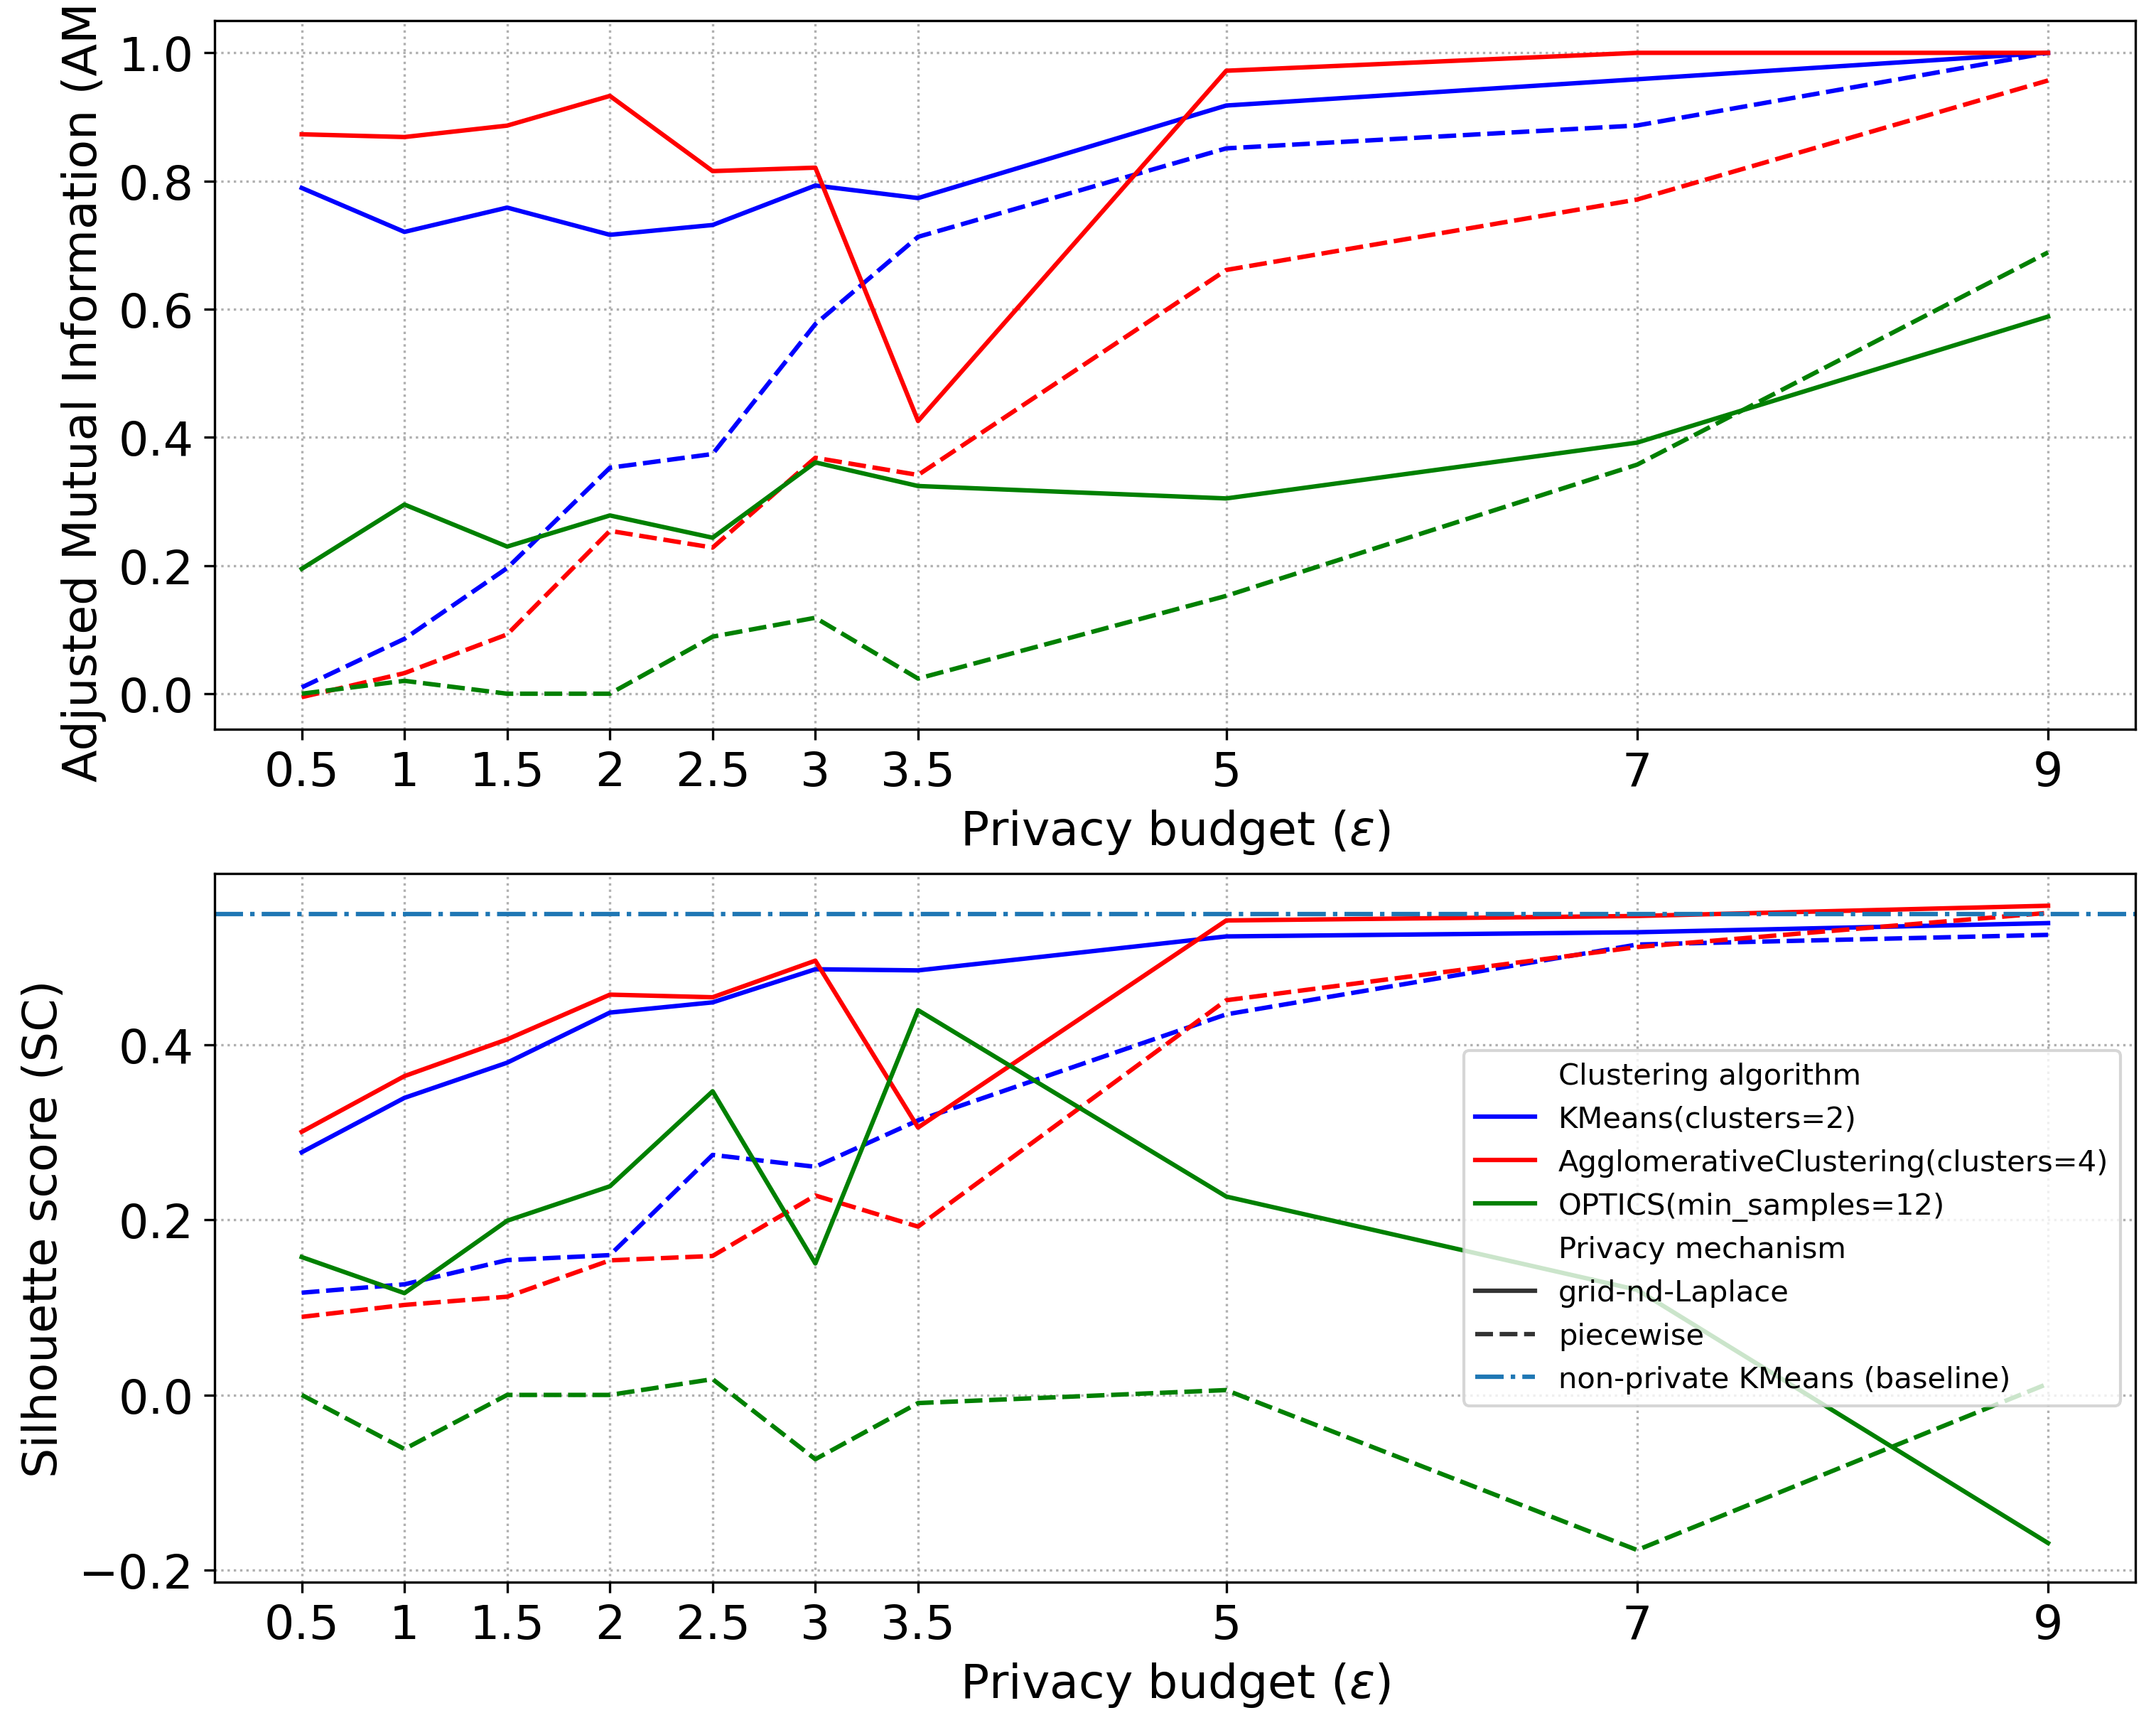 Adjusted Mutual Information (AM
1.0
0.8
0.6
0.4
0.2
0.0
0.5 1 1.5 2 2.5 3 3.5 5 7 9
Privacy budget (ε)
Silhouette score (SC)
0.4
0.2
0.0
−0.2
Clustering algorithm
KMeans(clusters=2)
AgglomerativeClustering(clusters=4)
OPTICS(min_samples=12)
Privacy mechanism
grid-nd-Laplace
piecewise
non-private KMeans (baseline)
0.5 1 1.5 2 2.5 3 3.5 5 7 9
Privacy budget (ε)